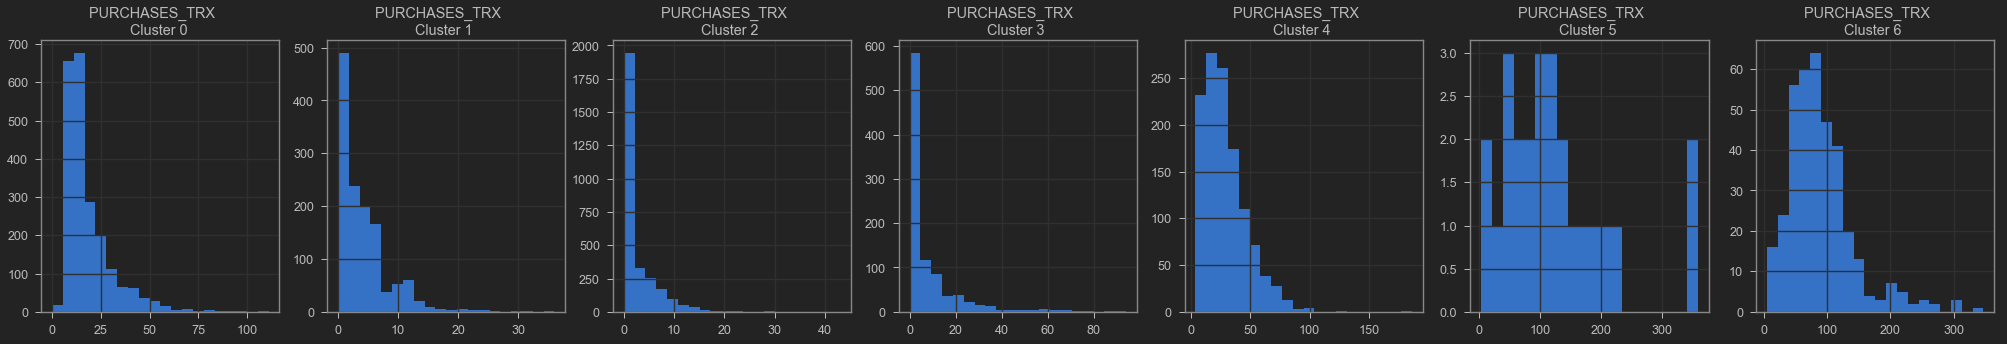 PURCHASES_TRX
Cluster 0
700
600
500
400
300
200
100
0
0 25 50 75 100
PURCHASES_TRX
Cluster 1
500
400
300
200
100
0
0 10 20 30
PURCHASES_TRX
Cluster 2
2000
1750
1500
1250
1000
750
500
250
0
0 10 20 30 40
PURCHASES_TRX
Cluster 3
600
500
400
300
200
100
0
0 20 40 60 80
PURCHASES_TRX
Cluster 4
250
200
150
100
50
0
0 50 100 150
PURCHASES_TRX
Cluster 5
3.0
2.5
2.0
1.5
1.0
0.5
0.0
0 100 200 300
PURCHASES_TRX
Cluster 6
60
50
40
30
20
10
0
0 100 200 300